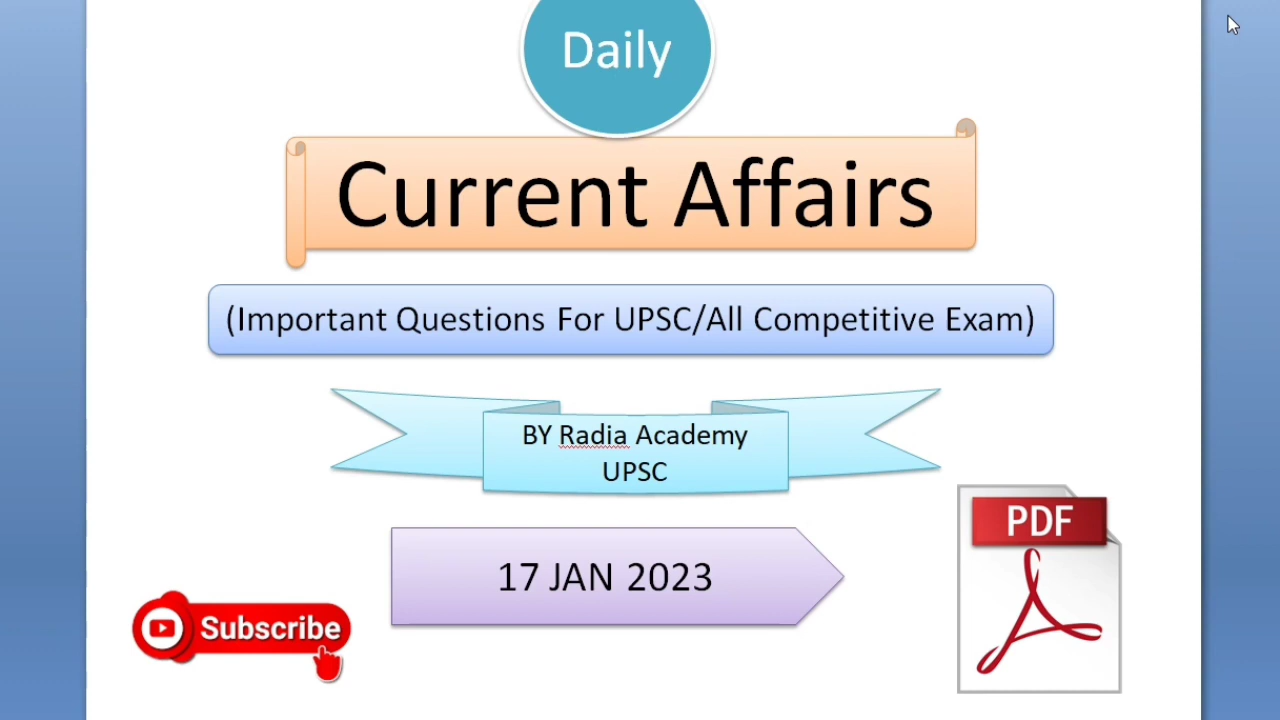 Daily
Current Affairs
(Important Questions For UPSC/All Competitive Exam)
BY Radia Academy
UPSC
PDF
17 JAN 2023
Subscribe